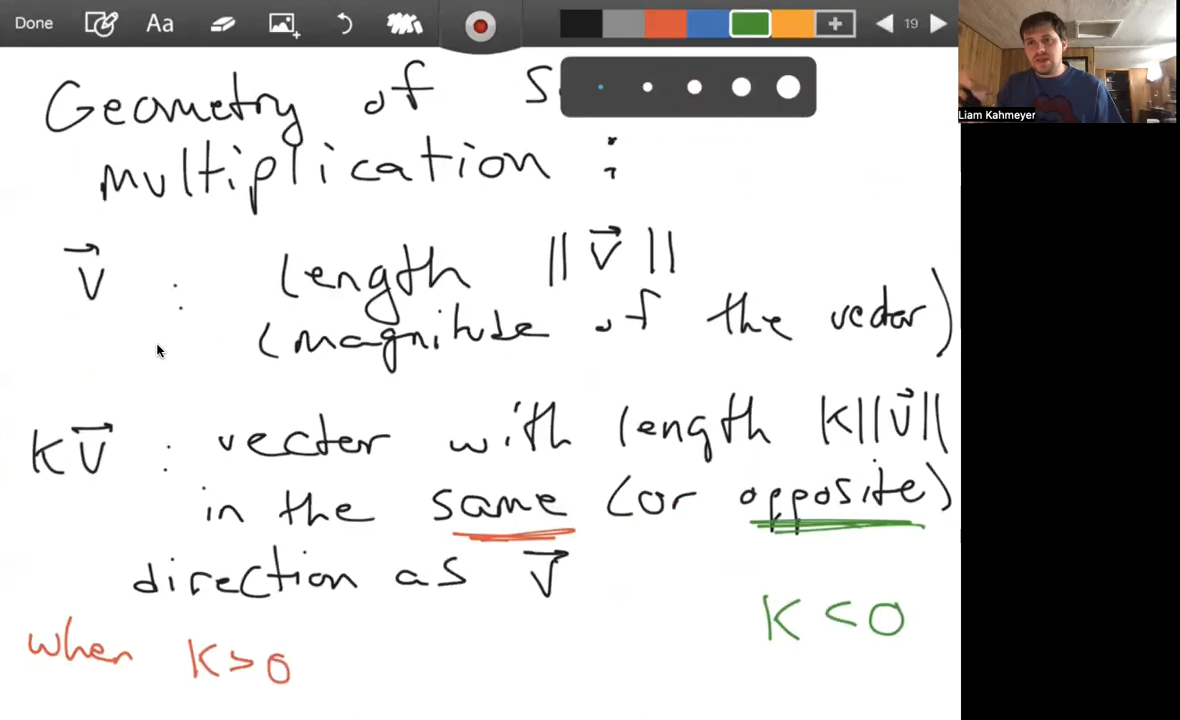 Done
Aa
19
Liam Kahmeyer
Geometry of
multiplication :
v⃗ : length ||v⃗||
(magnitude of the vector)
kv⃗ : vector with length k||v⃗||
in the same (or opposite)
direction as v⃗
k < 0
when k > 0